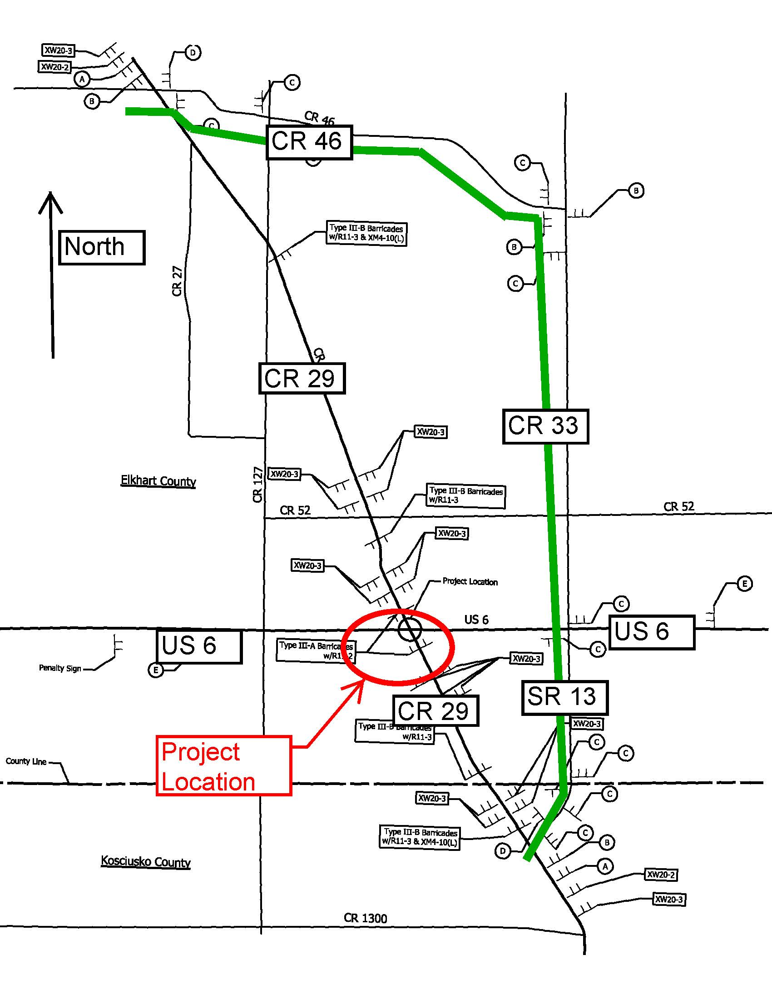 XW20-3
XW20-2
A
B
D
C
C
CR 46
CR 46
C
B
B
C
North
Type III-B Barricades
w/R11-3 & XM4-10(L)
CR 27
CR
CR 29
CR 33
XW20-3
XW20-3
Elkhart County
CR 127
Type III-B Barricades
w/R11-3
CR 52
CR 52
XW20-3
XW20-3
Project Location
E
C
US 6
US 6
US 6
Type III-A Barricades
C
XW20-3
Penalty Sign
E
SR 13
CR 29
Type III-B Barricades
w/R11-3
XW20-3
C
C
Project
Location
County Line
XW20-3
C
Type III-B Barricades
w/R11-3 & XM4-10(L)
C
B
D
A
Kosciusko County
XW20-2
XW20-3
CR 1300